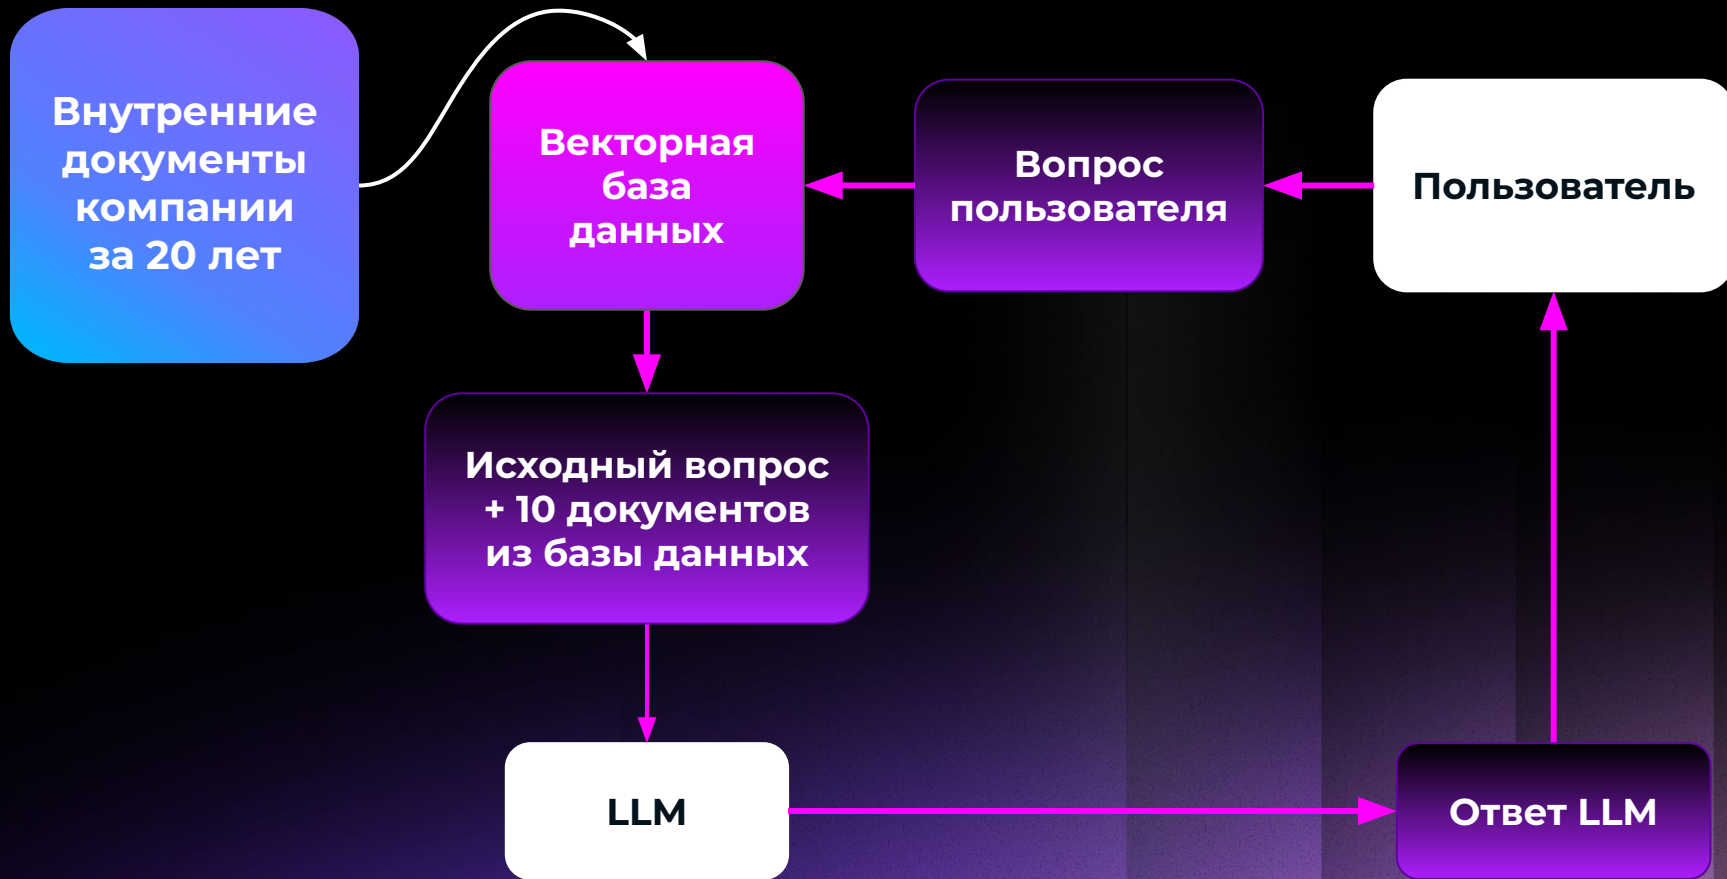 Внутренние
документы
компании
за 20 лет
Векторная
база
данных
Вопрос
пользователя
Пользователь
Исходный вопрос
+ 10 документов
из базы данных
LLM
Ответ LLM